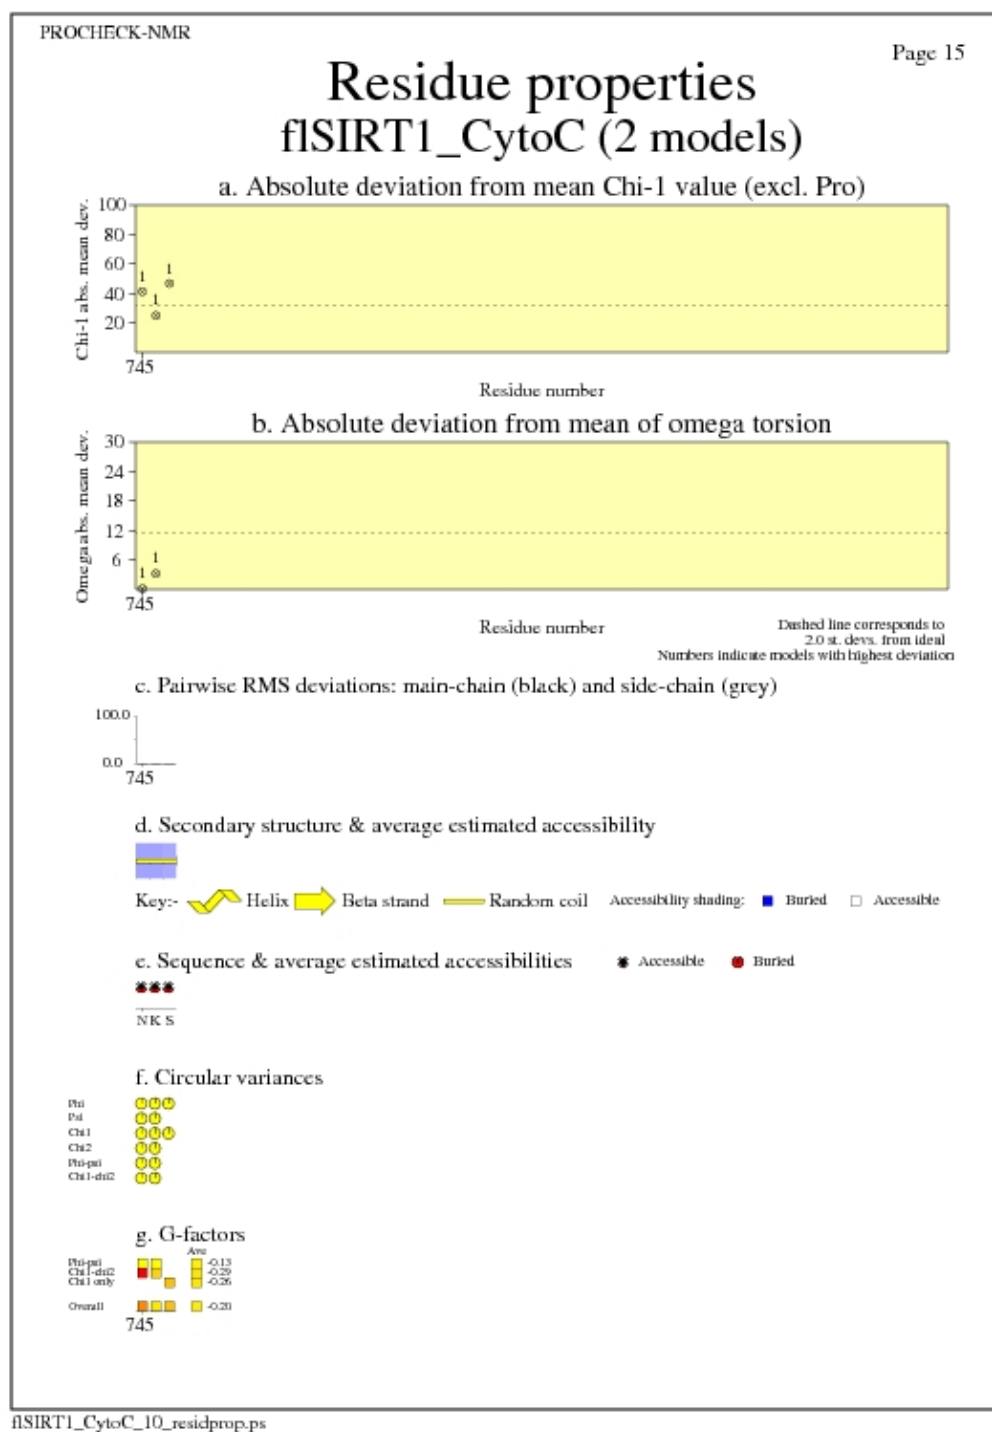 PROCHECK-NMR
Page 15
Residue properties
flSIRT1_CytoC (2 models)
a. Absolute deviation from mean Chi-1 value (excl. Pro)
Chi-1 abs. mean dev.
100
80
60
40
20
1
1
1
745
Residue number
b. Absolute deviation from mean of omega torsion
Omega abs. mean dev.
30
24
18
12
6
1
1
745
Residue number
Dashed line corresponds to
2.0 st. devs. from ideal
Numbers indicate models with highest deviation
c. Pairwise RMS deviations: main-chain (black) and side-chain (grey)
100.0
0.0
745
d. Secondary structure & average estimated accessibility
Key:- Helix Beta strand Random coil Accessibility shading: Buried Accessible
e. Sequence & average estimated accessibilities Accessible Buried
N K S
f. Circular variances
Phi
Psi
Chi1
Chi2
Phi-psi
Chi1-chi2
g. G-factors
Ave
Phi-psi -0.13
Chi1-chi2 -0.29
Chi1 only -0.26
Overall -0.20
745
flSIRT1_CytoC_10_residprop.ps